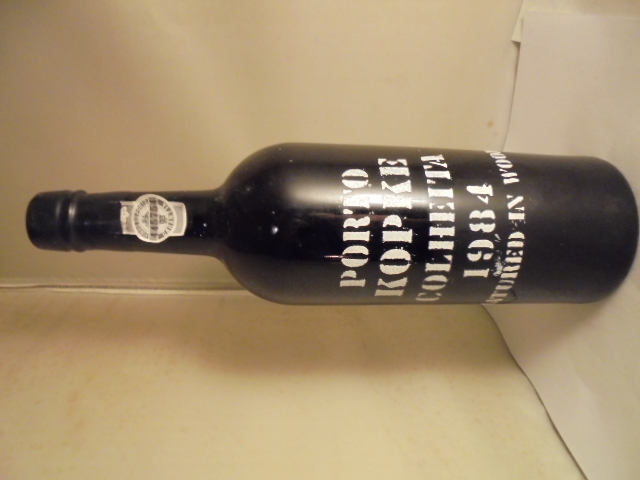 PORTO
KOPKE
COLHEITA
1984
MATURED IN WOOD